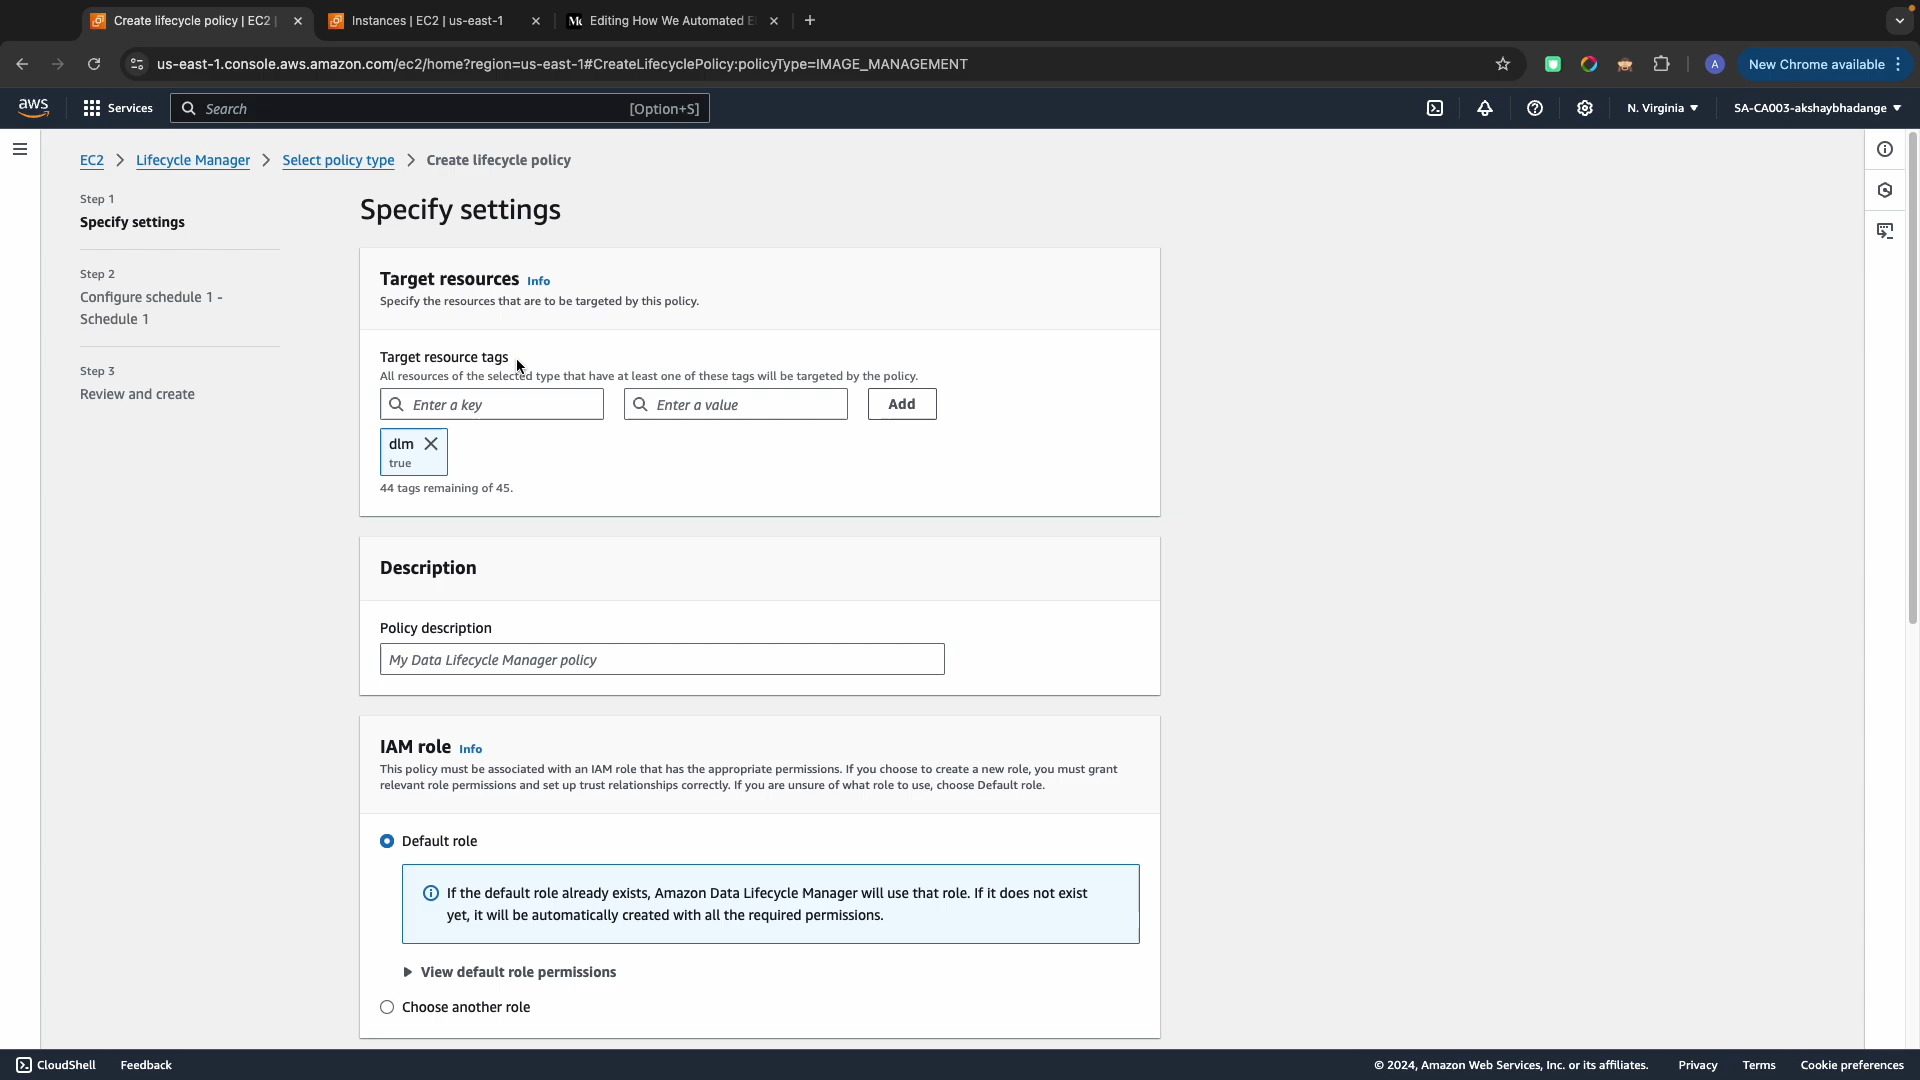 Create lifecycle policy | EC2 |
Instances | EC2 | us-east-1
Editing How We Automated E
us-east-1.console.aws.amazon.com/ec2/home?region=us-east-1#CreateLifecyclePolicy:policyType=IMAGE_MANAGEMENT
A
New Chrome available
aws
Services
Search
[Option+S]
N. Virginia
SA-CA003-akshaybhadange
EC2 > Lifecycle Manager > Select policy type > Create lifecycle policy
Step 1
Specify settings
Step 2
Configure schedule 1 -
Schedule 1
Step 3
Review and create
Specify settings
Target resources Info
Specify the resources that are to be targeted by this policy.
Target resource tags
All resources of the selected type that have at least one of these tags will be targeted by the policy.
Enter a key
Enter a value
Add
dlm
true
44 tags remaining of 45.
Description
Policy description
My Data Lifecycle Manager policy
IAM role Info
This policy must be associated with an IAM role that has the appropriate permissions. If you choose to create a new role, you must grant
relevant role permissions and set up trust relationships correctly. If you are unsure of what role to use, choose Default role.
Default role
If the default role already exists, Amazon Data Lifecycle Manager will use that role. If it does not exist
yet, it will be automatically created with all the required permissions.
View default role permissions
Choose another role
CloudShell
Feedback
© 2024, Amazon Web Services, Inc. or its affiliates.
Privacy
Terms
Cookie preferences